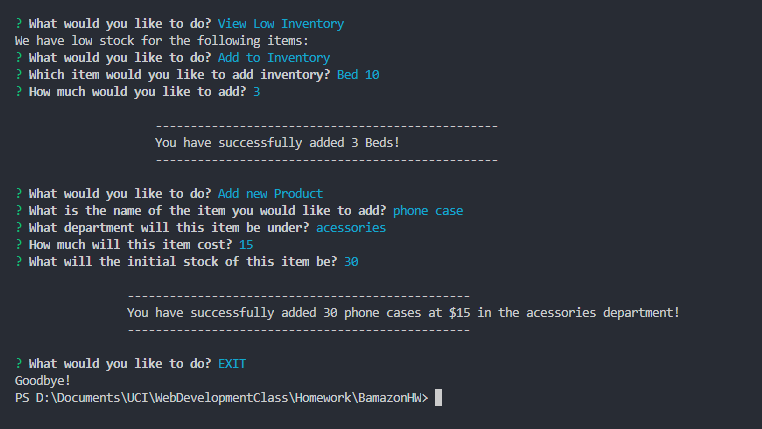 ? What would you like to do? View Low Inventory
We have low stock for the following items:
? What would you like to do? Add to Inventory
? Which item would you like to add inventory? Bed 10
? How much would you like to add? 3
-------------------------------------------------
You have successfully added 3 Beds!
-------------------------------------------------
? What would you like to do? Add new Product
? What is the name of the item you would like to add? phone case
? What department will this item be under? acessories
? How much will this item cost? 15
? What will the initial stock of this item be? 30
-------------------------------------------------
You have successfully added 30 phone cases at $15 in the acessories department!
-------------------------------------------------
? What would you like to do? EXIT
Goodbye!
PS D:\Documents\UCI\WebDevelopmentClass\Homework\BamazonHW>